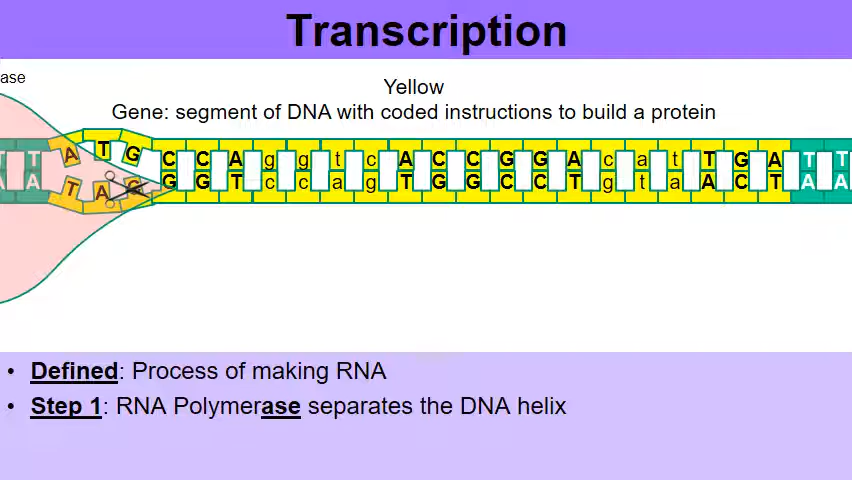 Transcription
ase
Yellow
Gene: segment of DNA with coded instructions to build a protein
T T A T G C C A g g t c A C C G G A c a t T G A T T
A A T A G G G T c c a g T G G C C T g t a A C T A A
• Defined: Process of making RNA
• Step 1: RNA Polymerase separates the DNA helix